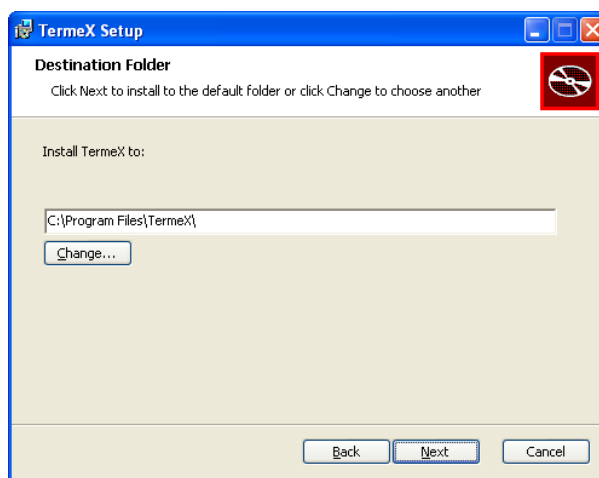 TermeX Setup
Destination Folder
Click Next to install to the default folder or click Change to choose another
Install TermeX to:
C:\Program Files\TermeX\
Change...
Back
Next
Cancel